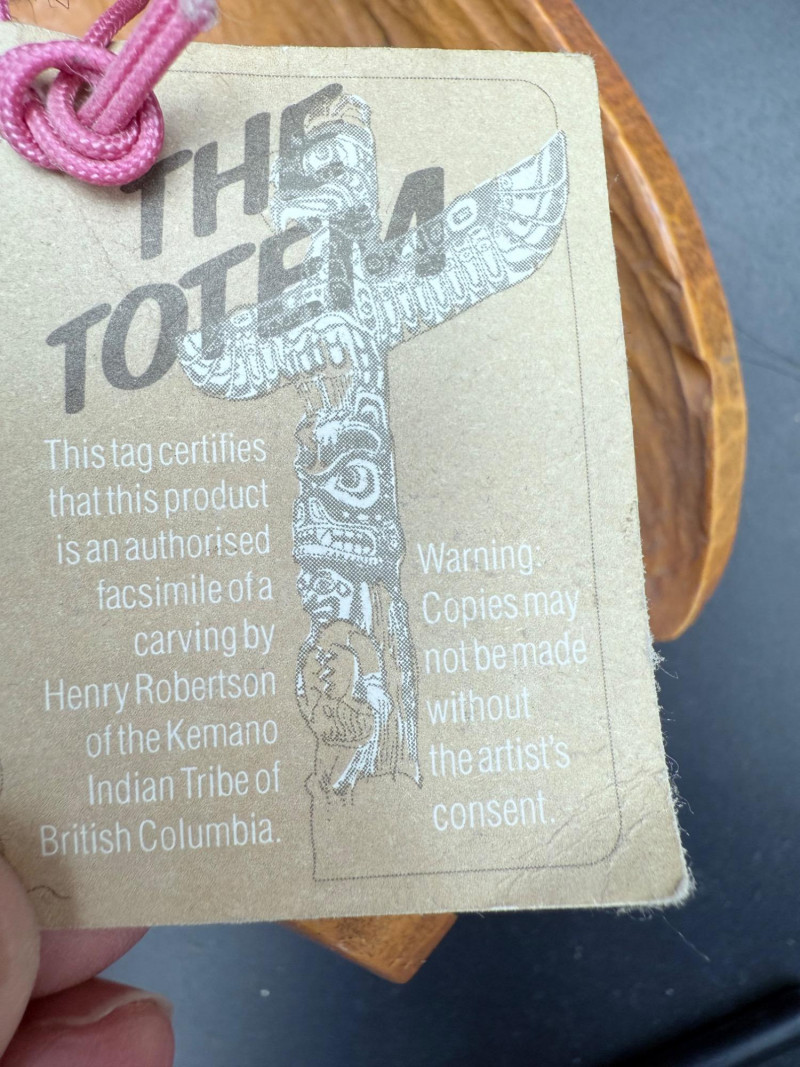 THE
TOTEM
This tag certifies
that this product
is an authorised
facsimile of a
carving by
Henry Robertson
of the Kemano
Indian Tribe of
British Columbia.
Warning:
Copies may
not be made
without
the artist's
consent.